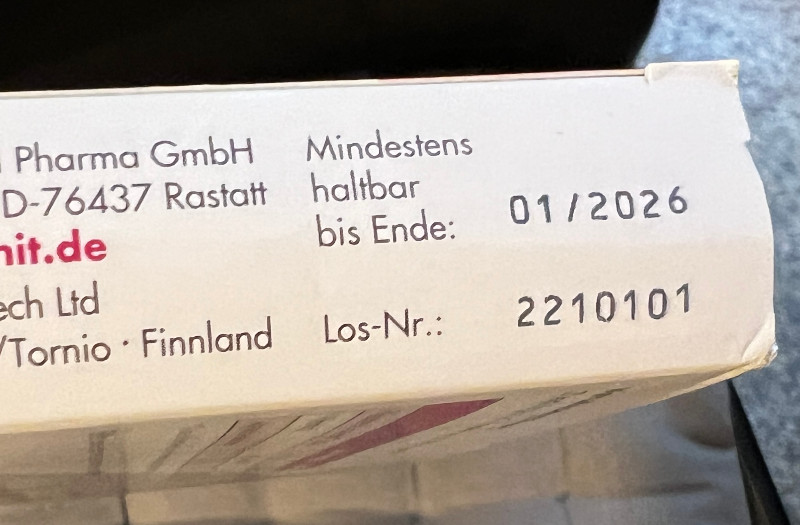 Pharma GmbH
D-76437 Rastatt
nit.de
ech Ltd
/Tornio · Finnland
Mindestens
haltbar
bis Ende: 01/2026
Los-Nr.: 2210101